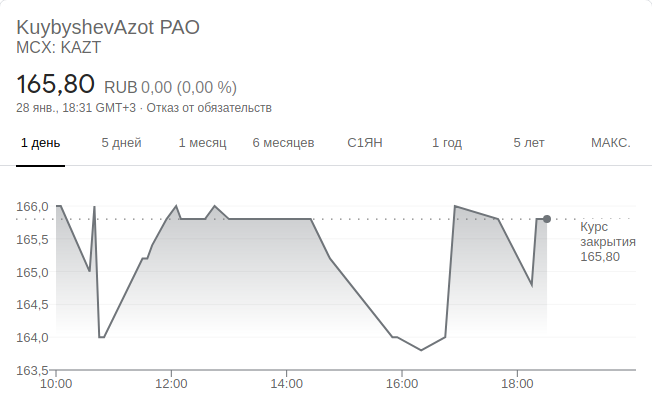 KuybyshevAzot PAO
MCX: KAZT
165,80 RUB 0,00 (0,00 %)
28 янв., 18:31 GMT+3 · Отказ от обязательств
1 день 5 дней 1 месяц 6 месяцев С1ЯН 1 год 5 лет МАКС.
166,0
165,5
165,0
164,5
164,0
163,5
Курс
закрытия
165,80
10:00 12:00 14:00 16:00 18:00